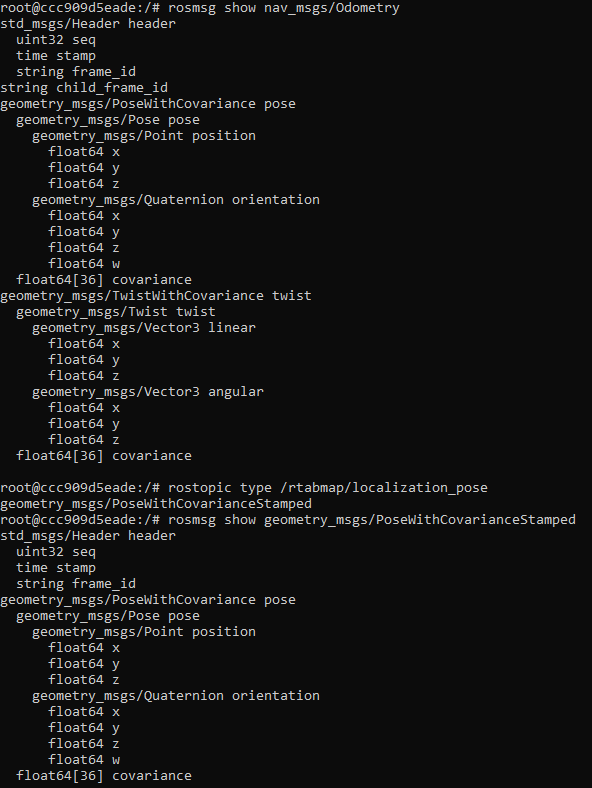 root@ccc909d5eade:/# rosmsg show nav_msgs/Odometry
std_msgs/Header header
  uint32 seq
  time stamp
  string frame_id
string child_frame_id
geometry_msgs/PoseWithCovariance pose
  geometry_msgs/Pose pose
    geometry_msgs/Point position
      float64 x
      float64 y
      float64 z
    geometry_msgs/Quaternion orientation
      float64 x
      float64 y
      float64 z
      float64 w
  float64[36] covariance
geometry_msgs/TwistWithCovariance twist
  geometry_msgs/Twist twist
    geometry_msgs/Vector3 linear
      float64 x
      float64 y
      float64 z
    geometry_msgs/Vector3 angular
      float64 x
      float64 y
      float64 z
  float64[36] covariance

root@ccc909d5eade:/# rostopic type /rtabmap/localization_pose
geometry_msgs/PoseWithCovarianceStamped
root@ccc909d5eade:/# rosmsg show geometry_msgs/PoseWithCovarianceStamped
std_msgs/Header header
  uint32 seq
  time stamp
  string frame_id
geometry_msgs/PoseWithCovariance pose
  geometry_msgs/Pose pose
    geometry_msgs/Point position
      float64 x
      float64 y
      float64 z
    geometry_msgs/Quaternion orientation
      float64 x
      float64 y
      float64 z
      float64 w
  float64[36] covariance